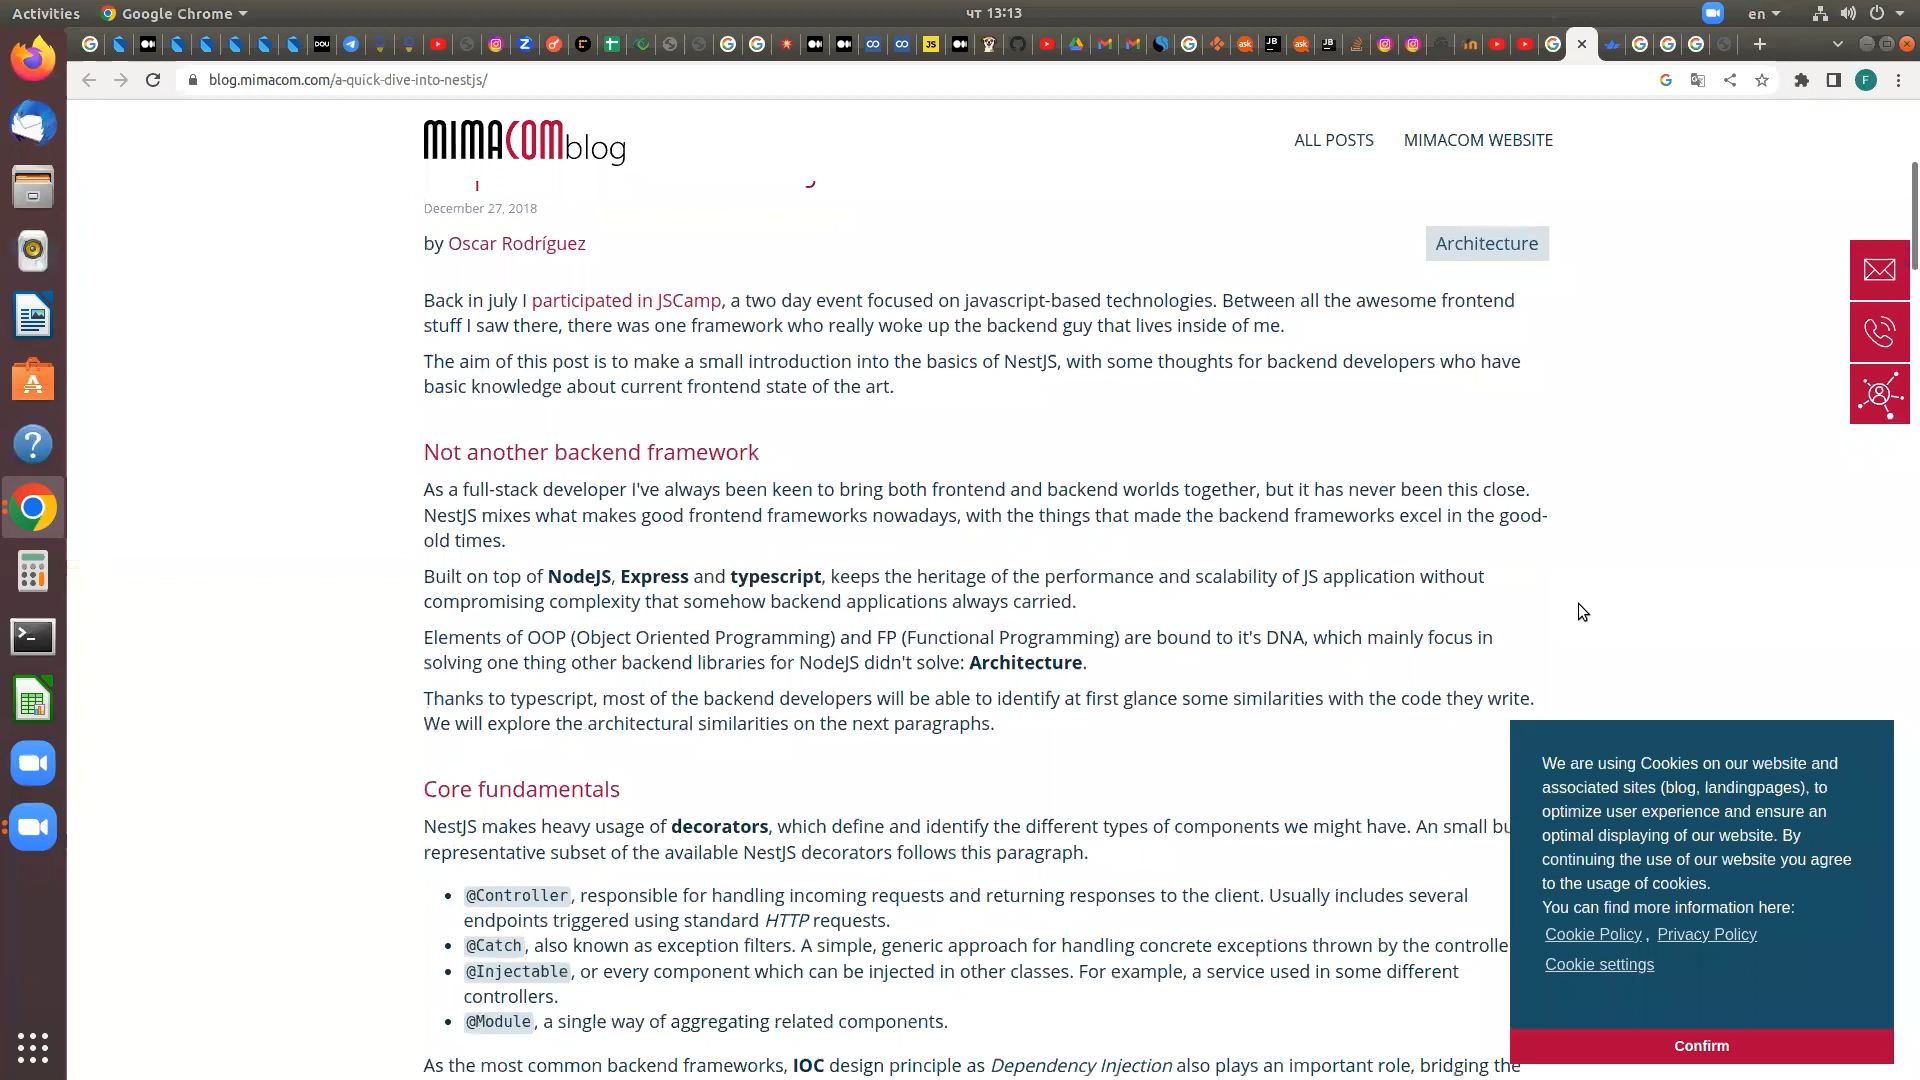 Activities
Google Chrome
чт 13:13
en
blog.mimacom.com/a-quick-dive-into-nestjs/
MIMACOMblog
ALL POSTS
MIMACOM WEBSITE
December 27, 2018
by Oscar Rodríguez
Architecture
Back in july I participated in JSCamp, a two day event focused on javascript-based technologies. Between all the awesome frontend
stuff I saw there, there was one framework who really woke up the backend guy that lives inside of me.
The aim of this post is to make a small introduction into the basics of NestJS, with some thoughts for backend developers who have
basic knowledge about current frontend state of the art.
Not another backend framework
As a full-stack developer I've always been keen to bring both frontend and backend worlds together, but it has never been this close.
NestJS mixes what makes good frontend frameworks nowadays, with the things that made the backend frameworks excel in the good-
old times.
Built on top of NodeJS, Express and typescript, keeps the heritage of the performance and scalability of JS application without
compromising complexity that somehow backend applications always carried.
Elements of OOP (Object Oriented Programming) and FP (Functional Programming) are bound to it's DNA, which mainly focus in
solving one thing other backend libraries for NodeJS didn't solve: Architecture.
Thanks to typescript, most of the backend developers will be able to identify at first glance some similarities with the code they write.
We will explore the architectural similarities on the next paragraphs.
Core fundamentals
NestJS makes heavy usage of decorators, which define and identify the different types of components we might have. An small bu
representative subset of the available NestJS decorators follows this paragraph.
• @Controller, responsible for handling incoming requests and returning responses to the client. Usually includes several
endpoints triggered using standard HTTP requests.
• @Catch, also known as exception filters. A simple, generic approach for handling concrete exceptions thrown by the controlle
• @Injectable, or every component which can be injected in other classes. For example, a service used in some different
controllers.
• @Module, a single way of aggregating related components.
As the most common backend frameworks, IOC design principle as Dependency Injection also plays an important role, bridging the
We are using Cookies on our website and
associated sites (blog, landingpages), to
optimize user experience and ensure an
optimal displaying of our website. By
continuing the use of our website you agree
to the usage of cookies.
You can find more information here:
Cookie Policy, Privacy Policy
Cookie settings
Confirm